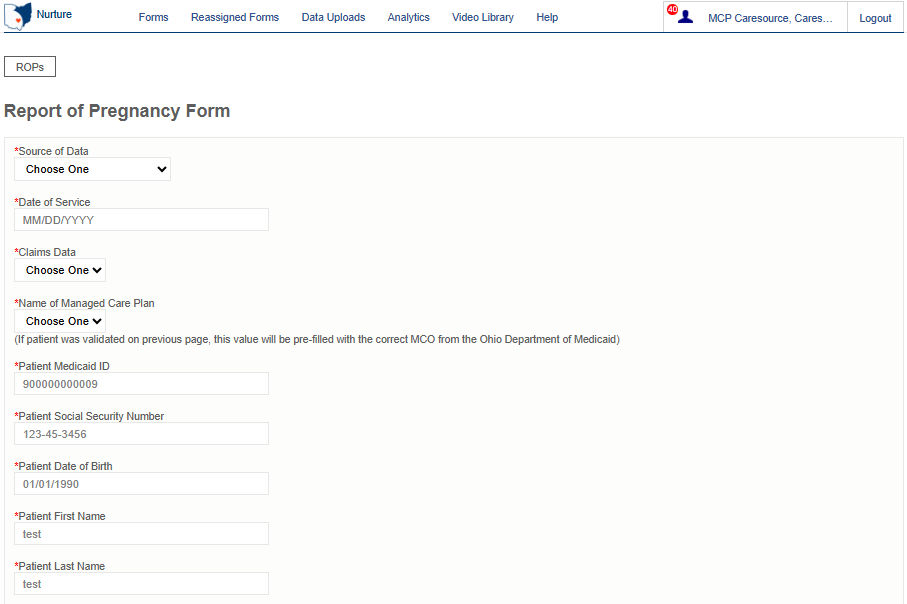 Nurture Forms Reassigned Forms Data Uploads Analytics Video Library Help 40 MCP Caresource, Cares... Logout
ROPs
Report of Pregnancy Form
*Source of Data
Choose One
*Date of Service
MM/DD/YYYY
*Claims Data
Choose One
*Name of Managed Care Plan
Choose One
(If patient was validated on previous page, this value will be pre-filled with the correct MCO from the Ohio Department of Medicaid)
*Patient Medicaid ID
900000000009
*Patient Social Security Number
123-45-3456
*Patient Date of Birth
01/01/1990
*Patient First Name
test
*Patient Last Name
test